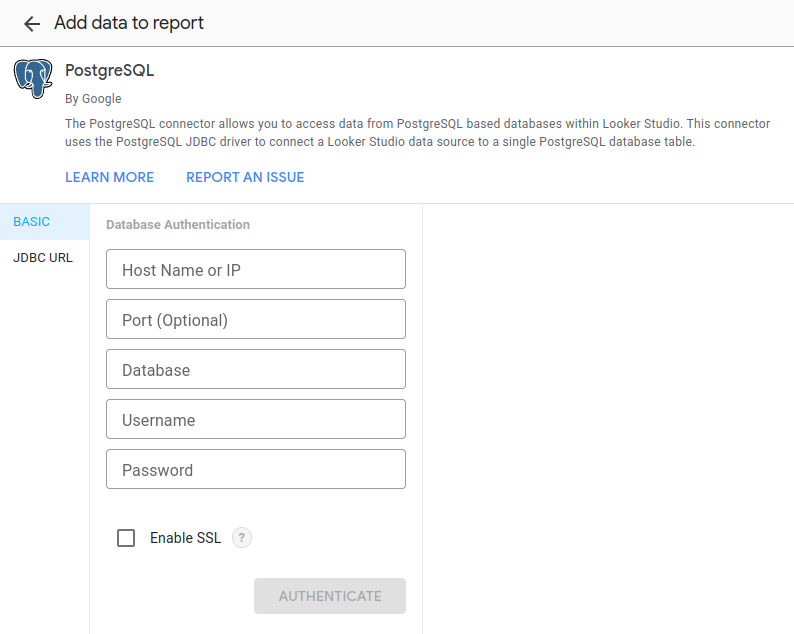 Add data to report
PostgreSQL
By Google
The PostgreSQL connector allows you to access data from PostgreSQL based databases within Looker Studio. This connector
uses the PostgreSQL JDBC driver to connect a Looker Studio data source to a single PostgreSQL database table.
LEARN MORE REPORT AN ISSUE
BASIC
JDBC URL
Database Authentication
Host Name or IP
Port (Optional)
Database
Username
Password
Enable SSL ?
AUTHENTICATE